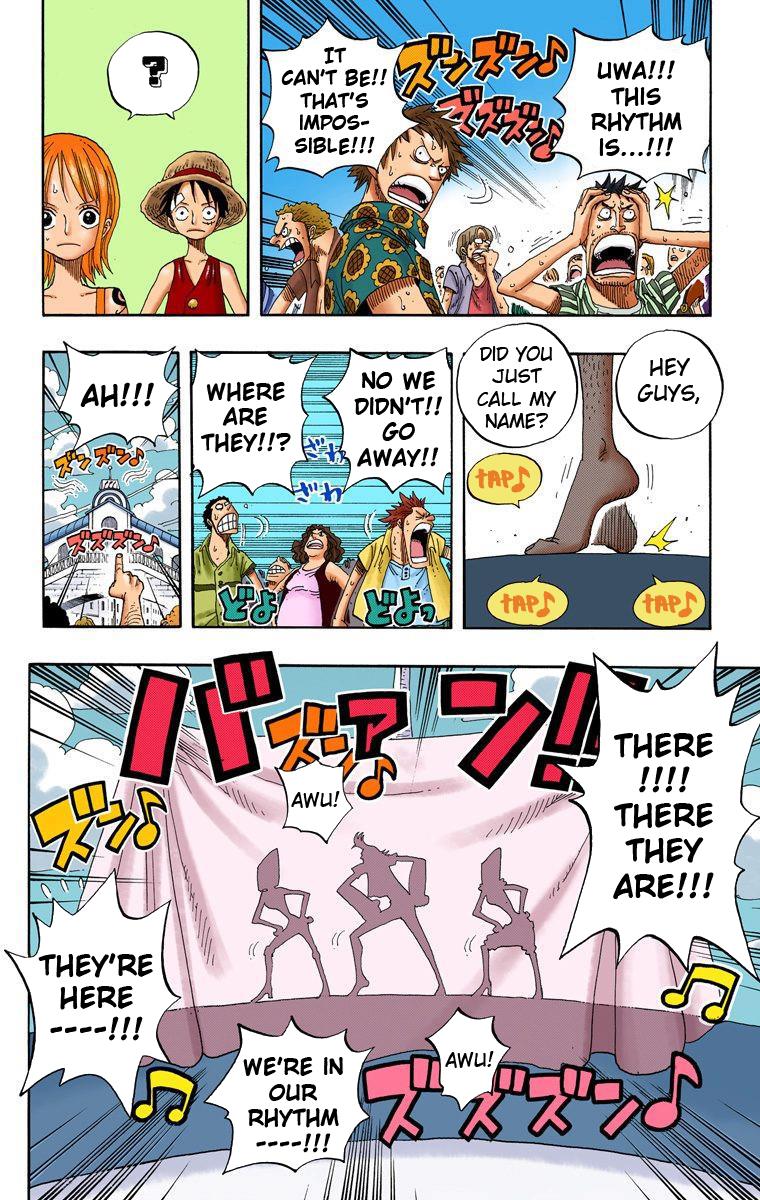 UWA!!!
THIS
RHYTHM
IS...!!!
ズンズン♪
ズズズン♪
IT
CAN'T BE!!
THAT'S
IMPOS-
SIBLE!!!
?
HEY
GUYS,
DID YOU
JUST
CALL MY
NAME?
TAP♪
TAP♪
TAP♪
NO WE
DIDN'T!!
GO
AWAY!!
WHERE
ARE
THEY!!?
ざわ
ざわ
どよ
どよっ
AH!!!
ズンズン♪
ズズズン♪
バァーン!!
THERE
!!!!
THERE
THEY
ARE!!!
ズン♪
AWU!
ズン♪
THEY'RE
HERE
----!!!
WE'RE IN
OUR
RHYTHM
----!!!
AWU!
ズズズン♪